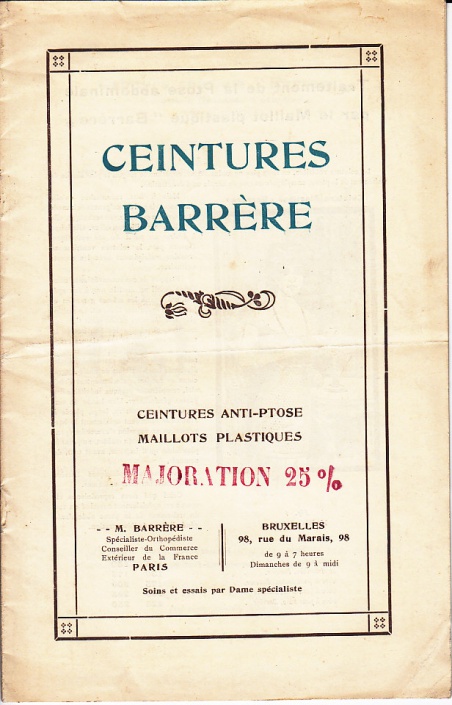 CEINTURES
BARRÈRE
CEINTURES ANTI-PTOSE
MAILLOTS PLASTIQUES
MAJORATION 25 %
- - M. BARRÈRE - -
Spécialiste-Orthopédiste
Conseiller du Commerce
Extérieur de la France
PARIS
BRUXELLES
98, rue du Marais, 98
de 9 à 7 heures
Dimanches de 9 à midi
Soins et essais par Dame spécialiste